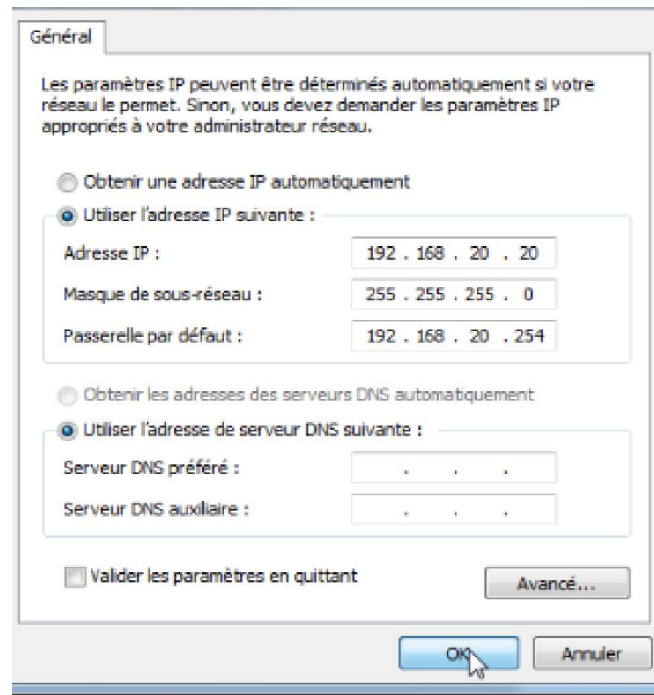 Général
Les paramètres IP peuvent être déterminés automatiquement si votre
réseau le permet. Sinon, vous devez demander les paramètres IP
appropriés à votre administrateur réseau.
Obtenir une adresse IP automatiquement
Utiliser l'adresse IP suivante :
Adresse IP : 192 . 168 . 20 . 20
Masque de sous-réseau : 255 . 255 . 255 . 0
Passerelle par défaut : 192 . 168 . 20 . 254
Obtenir les adresses des serveurs DNS automatiquement
Utiliser l'adresse de serveur DNS suivante :
Serveur DNS préféré : . . .
Serveur DNS auxiliaire : . . .
Valider les paramètres en quittant
Avancé...
OK Annuler